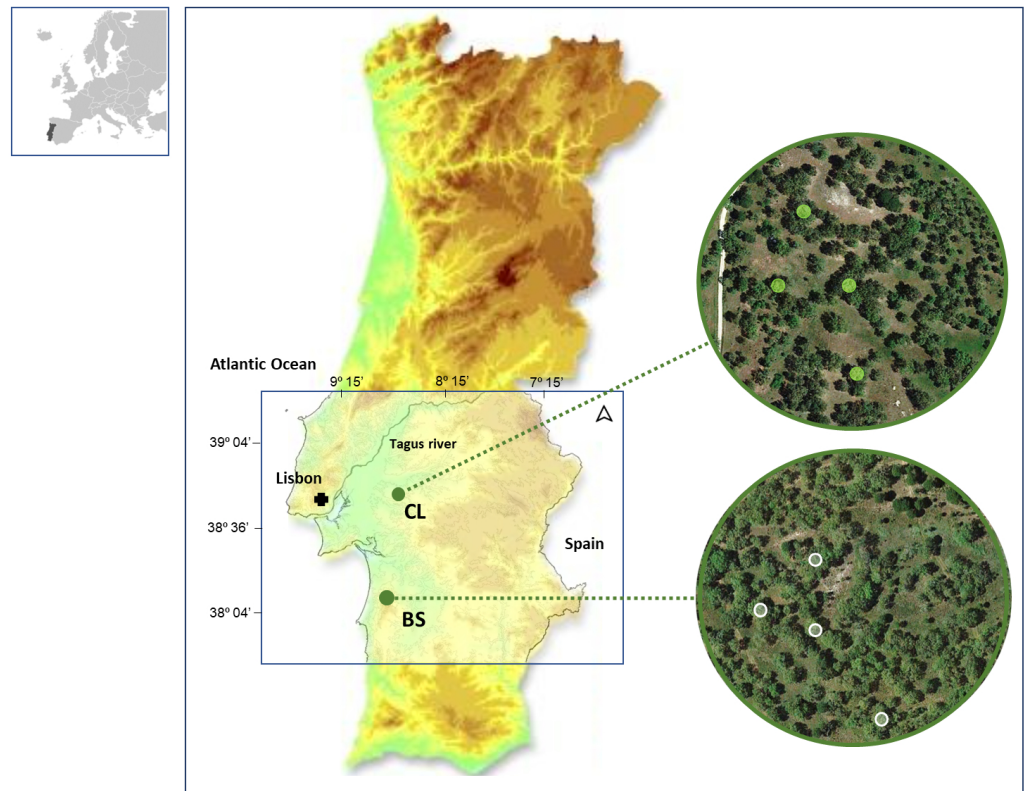 Atlantic Ocean
9º 15’
8º 15’
7º 15’
39º 04’
Tagus river
Lisbon
CL
38º 36’
Spain
38º 04’
BS